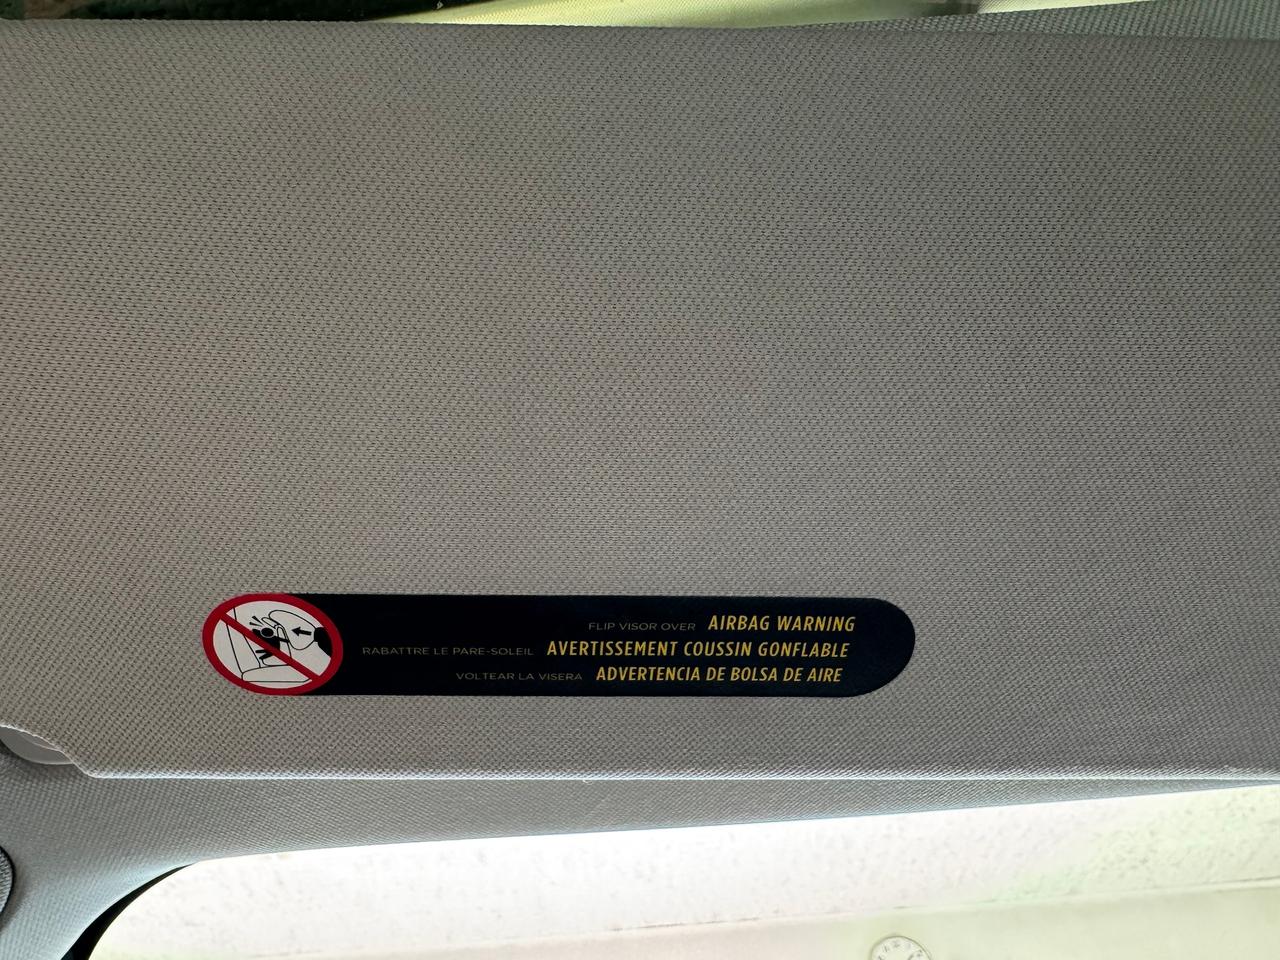 FLIP VISOR OVER AIRBAG WARNING
RABATTRE LE PARE-SOLEIL AVERTISSEMENT COUSSIN GONFLABLE
VOLTEAR LA VISERA ADVERTENCIA DE BOLSA DE AIRE